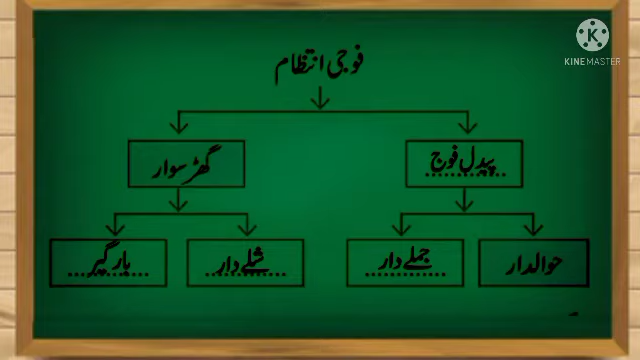 K
KINEMASTER
فوجی انتظام
پیدل فوج
گھڑ سوار
حوالدار
جملے دار
شلے دار
بارگیر